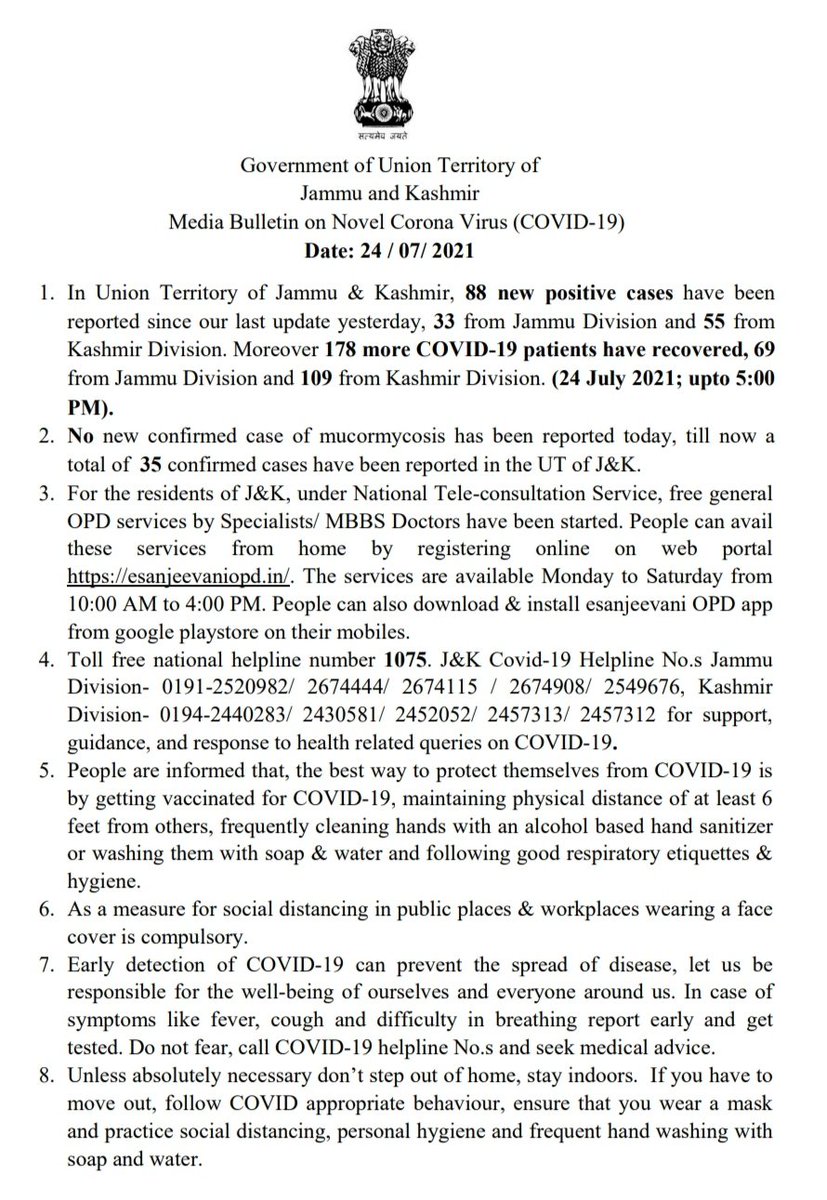 सत्यमेव जयते
Government of Union Territory of
Jammu and Kashmir
Media Bulletin on Novel Corona Virus (COVID-19)
Date: 24 / 07/ 2021
1. In Union Territory of Jammu & Kashmir, 88 new positive cases have been
reported since our last update yesterday, 33 from Jammu Division and 55 from
Kashmir Division. Moreover 178 more COVID-19 patients have recovered, 69
from Jammu Division and 109 from Kashmir Division. (24 July 2021; upto 5:00
PM).
2. No new confirmed case of mucormycosis has been reported today, till now a
total of 35 confirmed cases have been reported in the UT of J&K.
3. For the residents of J&K, under National Tele-consultation Service, free general
OPD services by Specialists/ MBBS Doctors have been started. People can avail
these services from home by registering online on web portal
https://esanjeevaniopd.in/. The services are available Monday to Saturday from
10:00 AM to 4:00 PM. People can also download & install esanjeevani OPD app
from google playstore on their mobiles.
4. Toll free national helpline number 1075. J&K Covid-19 Helpline No.s Jammu
Division- 0191-2520982/ 2674444/ 2674115 / 2674908/ 2549676, Kashmir
Division- 0194-2440283/ 2430581/ 2452052/ 2457313/ 2457312 for support,
guidance, and response to health related queries on COVID-19.
5. People are informed that, the best way to protect themselves from COVID-19 is
by getting vaccinated for COVID-19, maintaining physical distance of at least 6
feet from others, frequently cleaning hands with an alcohol based hand sanitizer
or washing them with soap & water and following good respiratory etiquettes &
hygiene.
6. As a measure for social distancing in public places & workplaces wearing a face
cover is compulsory.
7. Early detection of COVID-19 can prevent the spread of disease, let us be
responsible for the well-being of ourselves and everyone around us. In case of
symptoms like fever, cough and difficulty in breathing report early and get
tested. Do not fear, call COVID-19 helpline No.s and seek medical advice.
8. Unless absolutely necessary don’t step out of home, stay indoors. If you have to
move out, follow COVID appropriate behaviour, ensure that you wear a mask
and practice social distancing, personal hygiene and frequent hand washing with
soap and water.